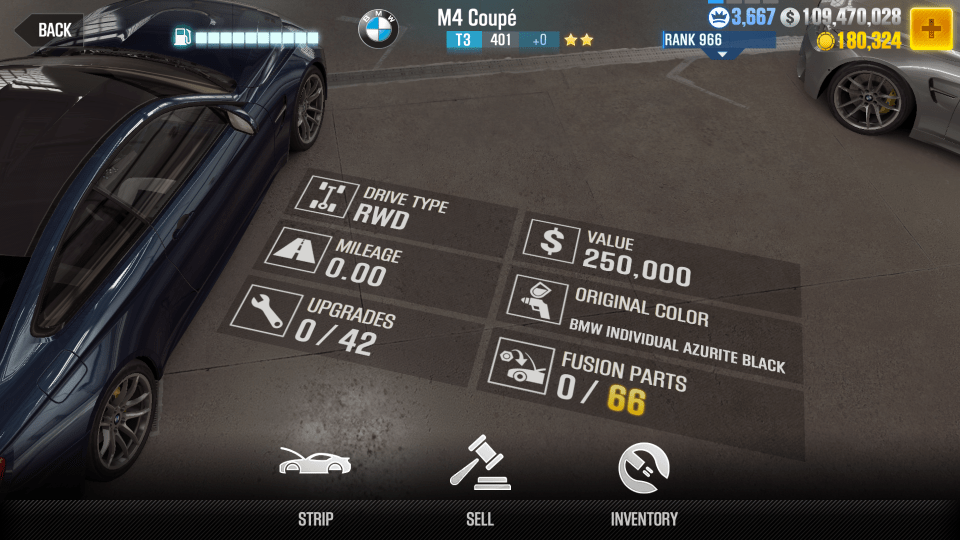 BACK
BMW
M4 Coupé
T3 401 +0
3,667
$ 109,470,028
RANK 966
180,324
DRIVE TYPE
RWD
MILEAGE
0.00
UPGRADES
0 / 42
$
VALUE
250,000
ORIGINAL COLOR
BMW INDIVIDUAL AZURITE BLACK
FUSION PARTS
0 / 66
STRIP
SELL
INVENTORY